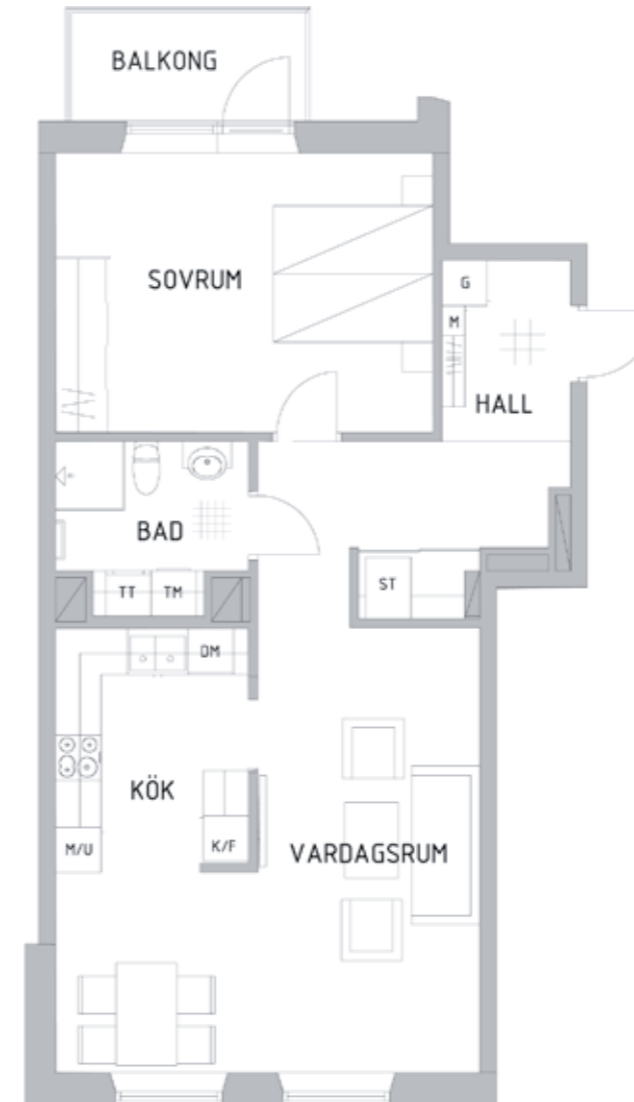 BALKONG
SOVRUM
G
M
HALL
BAD
TT
TM
ST
DM
KÖK
M/U
K/F
VARDAGSRUM